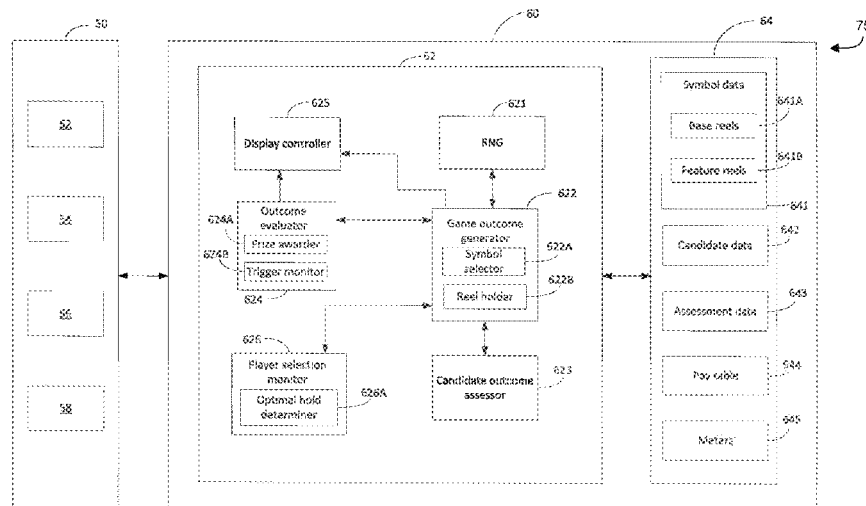 50
60
75
62
64
52
54
56
58
625
Display controller
621
RNG
Outcome
evaluator
624A
Prize awarder
624B
Trigger monitor
624
622
Game outcome
generator
622A
Symbol
selector
622B
Reel holder
626
Player selection
monitor
Optimal hold
determiner
626A
Candidate outcome
assessor
623
Symbol data
641A
Base reels
641B
Feature reels
641
642
Candidate data
643
Assessment data
644
Pay table
645
Meters